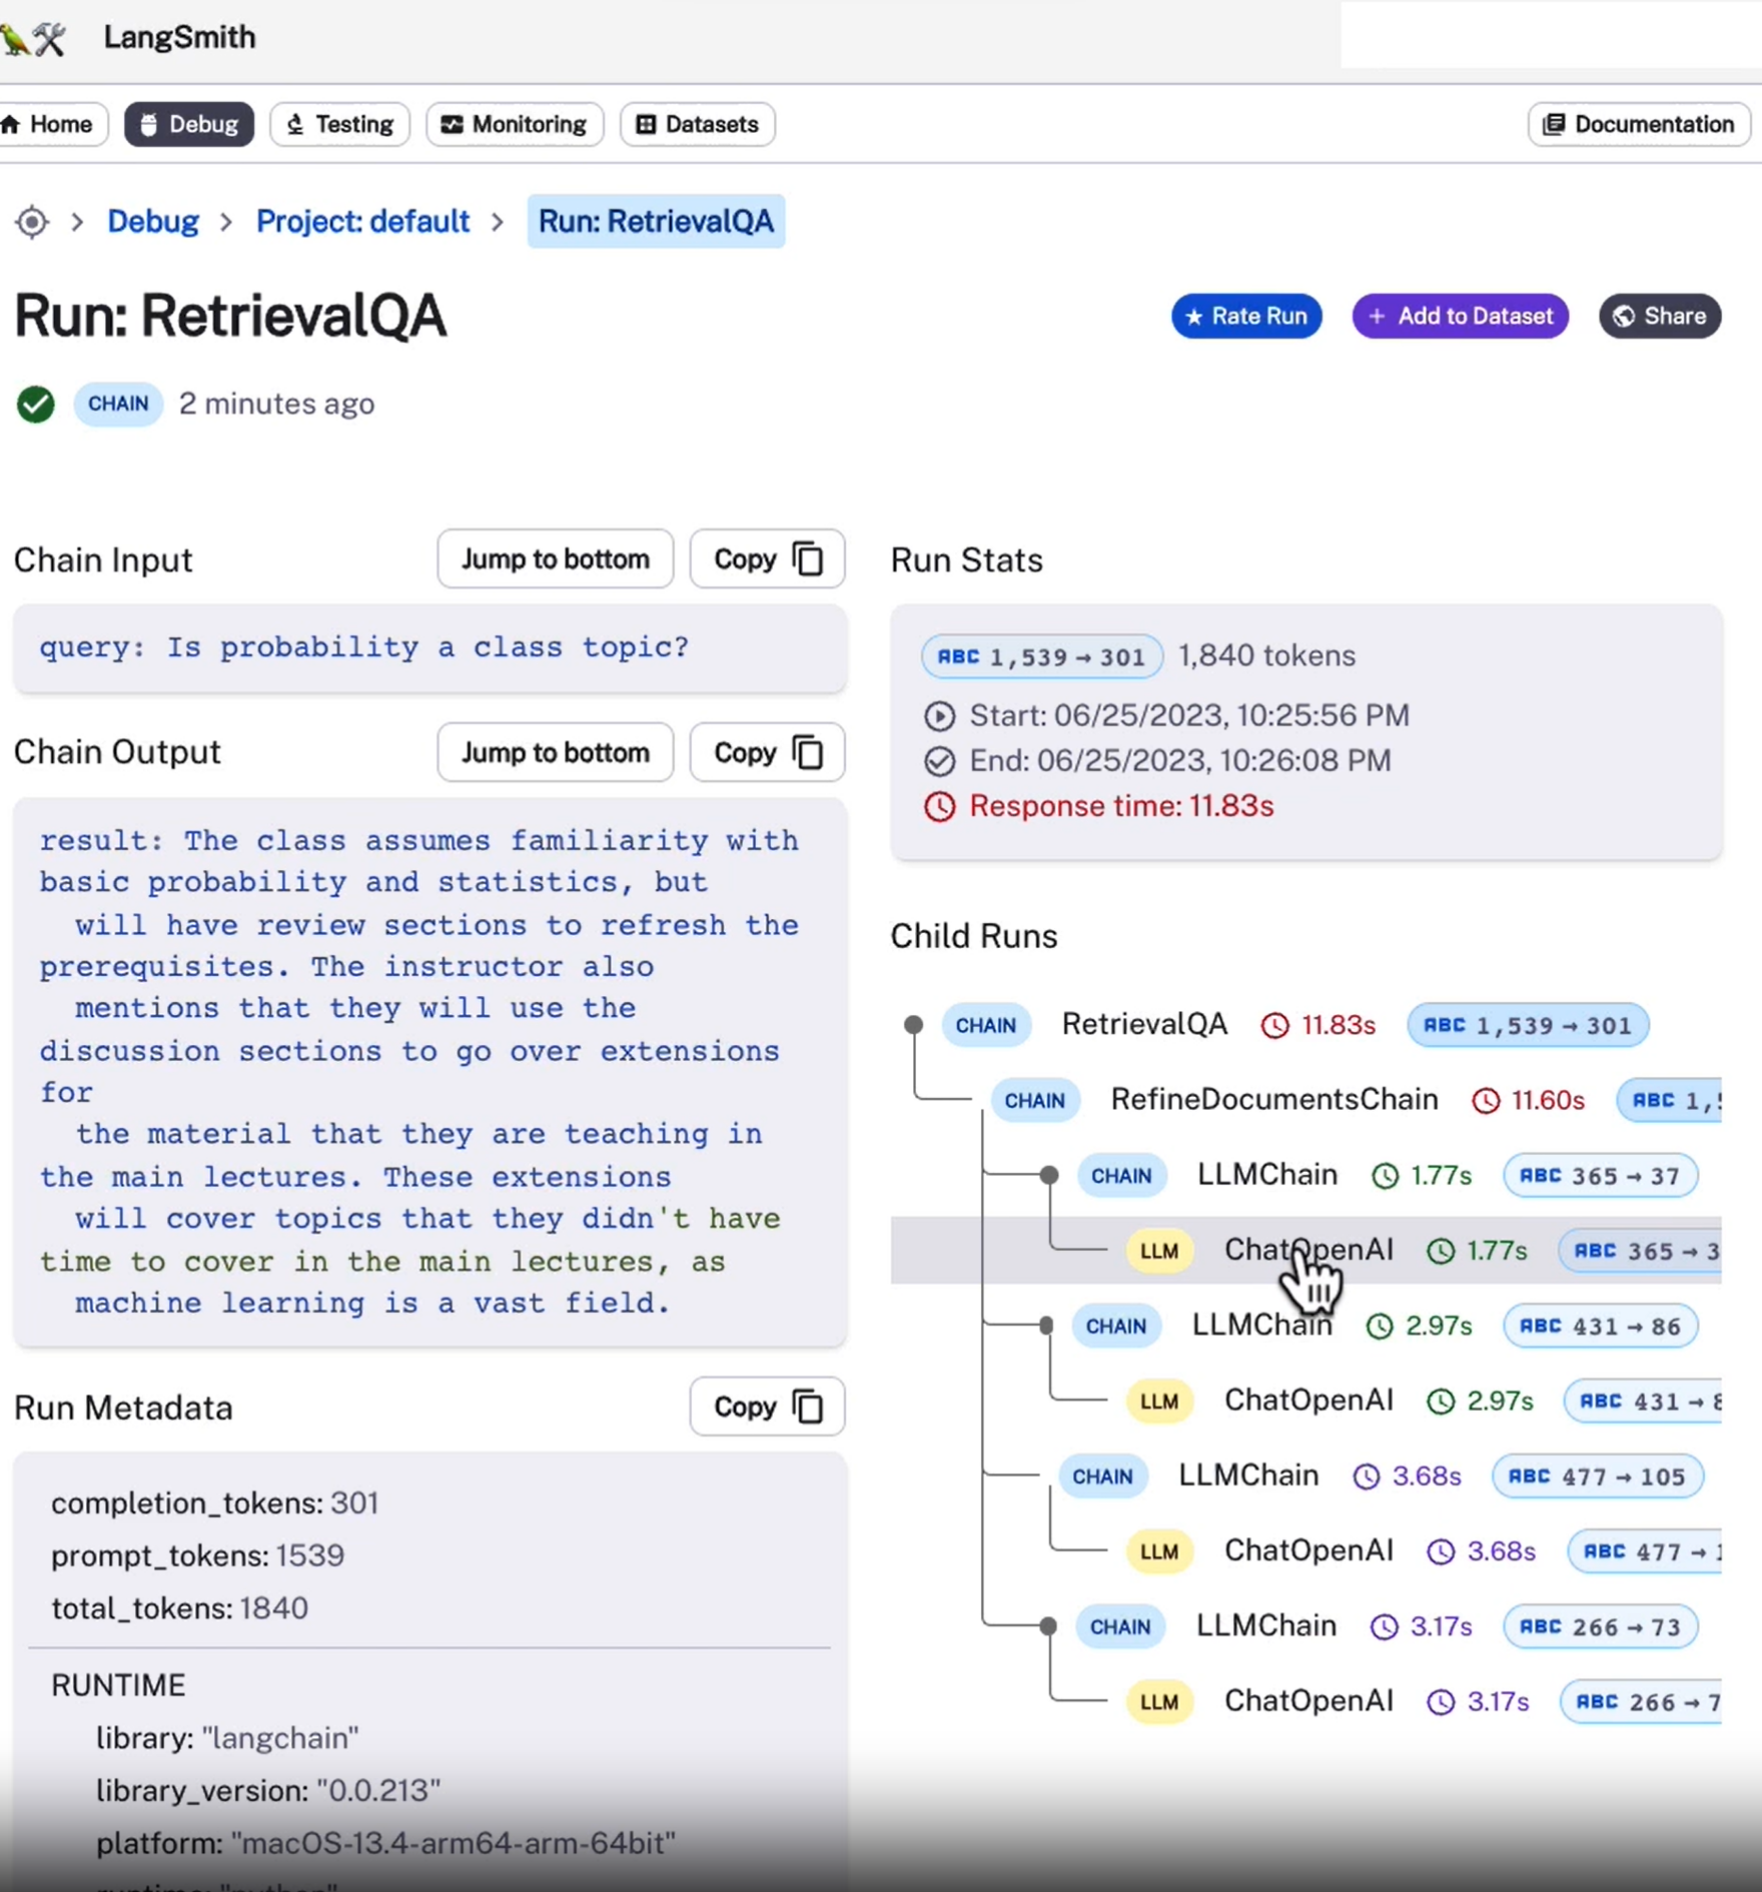 LangSmith
Home
Debug
Testing
Monitoring
Datasets
Documentation
> Debug > Project: default > Run: RetrievalQA
Run: RetrievalQA
Rate Run
+ Add to Dataset
Share
CHAIN 2 minutes ago
Chain Input
Jump to bottom
Copy
query: Is probability a class topic?
Chain Output
Jump to bottom
Copy
result: The class assumes familiarity with
basic probability and statistics, but
will have review sections to refresh the
prerequisites. The instructor also
mentions that they will use the
discussion sections to go over extensions
for
the material that they are teaching in
the main lectures. These extensions
will cover topics that they didn't have
time to cover in the main lectures, as
machine learning is a vast field.
Run Metadata
Copy
completion_tokens: 301
prompt_tokens: 1539
total_tokens: 1840
RUNTIME
library: "langchain"
library_version: "0.0.213"
platform: "macOS-13.4-arm64-arm-64bit"
Run Stats
ABC 1,539 → 301 1,840 tokens
Start: 06/25/2023, 10:25:56 PM
End: 06/25/2023, 10:26:08 PM
Response time: 11.83s
Child Runs
CHAIN RetrievalQA 11.83s ABC 1,539 → 301
CHAIN RefineDocumentsChain 11.60s ABC 1,
CHAIN LLMChain 1.77s ABC 365 → 37
LLM ChatOpenAI 1.77s ABC 365 → 3
CHAIN LLMChain 2.97s ABC 431 → 86
LLM ChatOpenAI 2.97s ABC 431 → 8
CHAIN LLMChain 3.68s ABC 477 → 105
LLM ChatOpenAI 3.68s ABC 477 → 1
CHAIN LLMChain 3.17s ABC 266 → 73
LLM ChatOpenAI 3.17s ABC 266 → 7